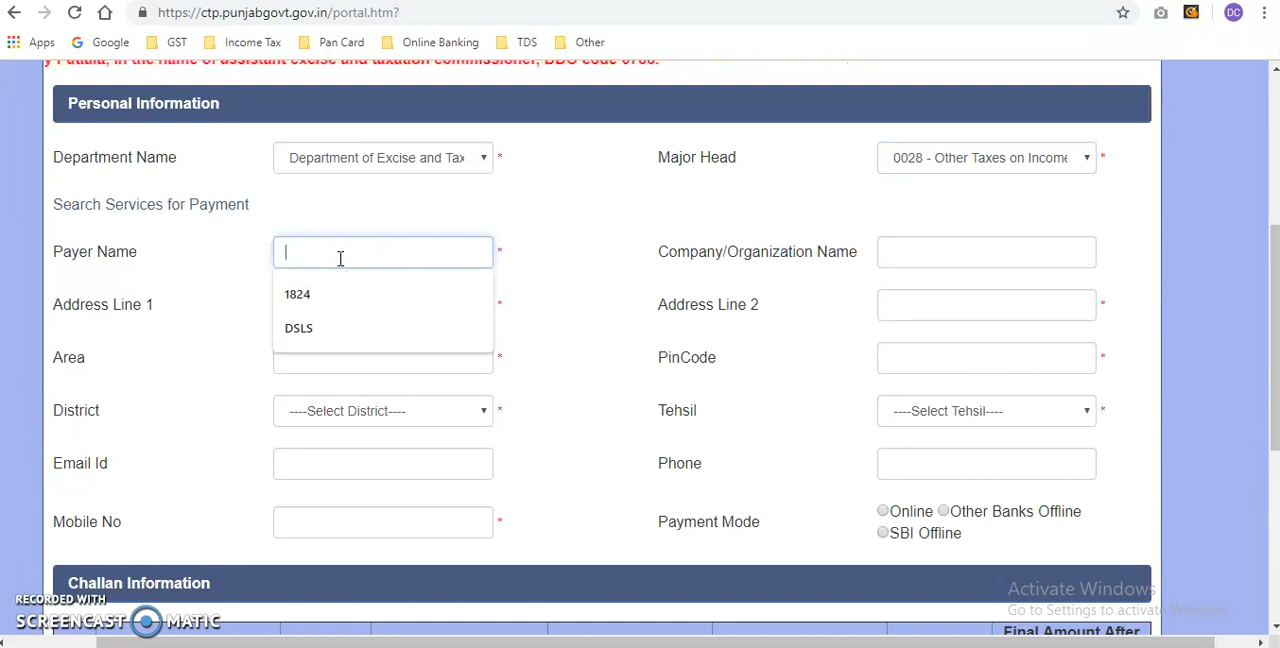 https://ctp.punjabgovt.gov.in/portal.htm?
DC
Apps Google GST Income Tax Pan Card Online Banking TDS Other
in the name of assistant excise and taxation commissioner, DDO code
Personal Information
Department Name Department of Excise and Tax * Major Head 0028 - Other Taxes on Income *
Search Services for Payment
Payer Name * Company/Organization Name
1824
Address Line 1 * Address Line 2 *
DSLS
Area * PinCode *
District ----Select District---- * Tehsil ----Select Tehsil---- *
Email Id Phone
Mobile No * Payment Mode Online Other Banks Offline
SBI Offline
Challan Information
Activate Windows
Go to Settings to activate Windows.
RECORDED WITH
SCREENCAST MATIC
Final Amount After